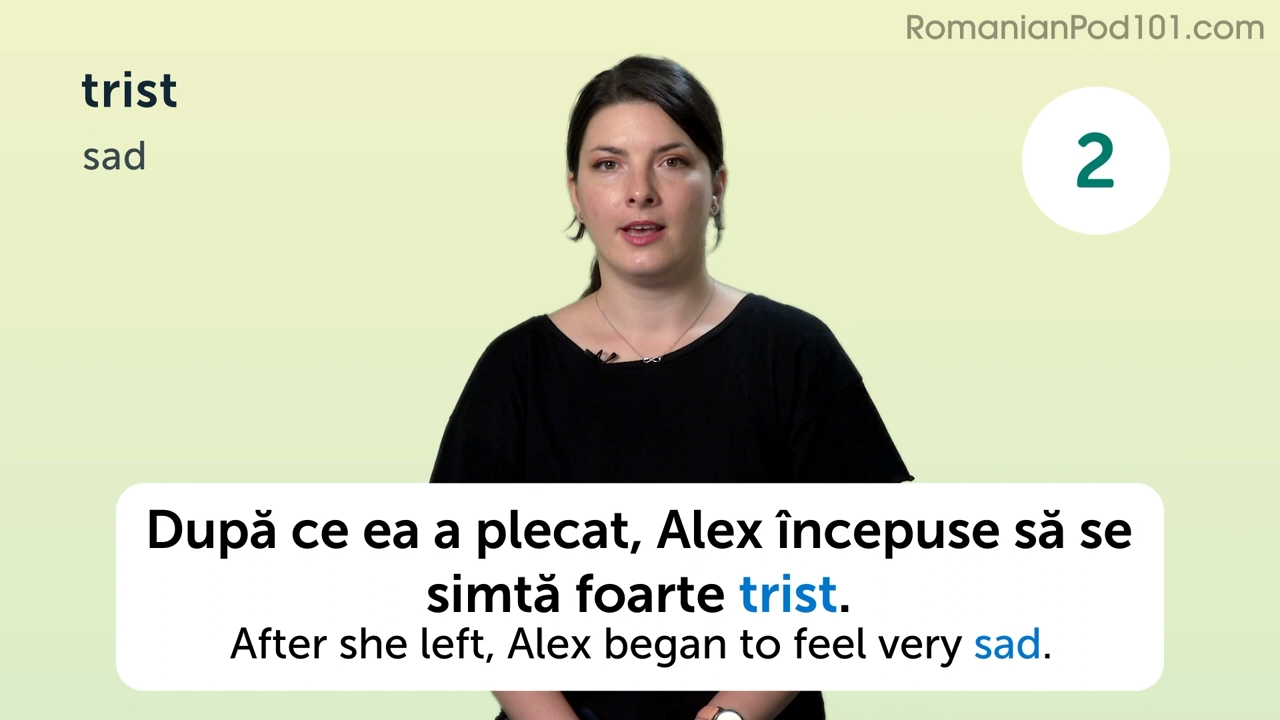 RomanianPod101.com
trist
sad
2
După ce ea a plecat, Alex începuse să se
simtă foarte trist.
After she left, Alex began to feel very sad.